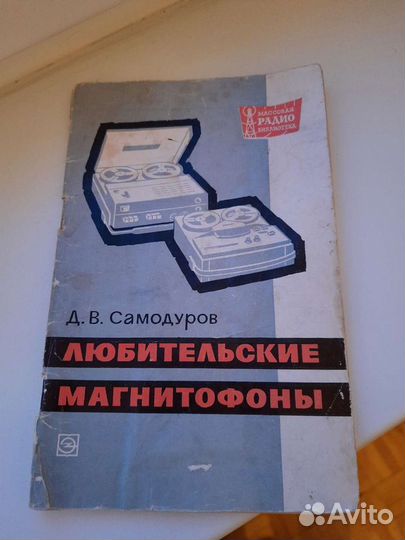 МАССОВАЯ
РАДИО
БИБЛИОТЕКА
Д. В. Самодуров
ЛЮБИТЕЛЬСКИЕ
МАГНИТОФОНЫ
Avito